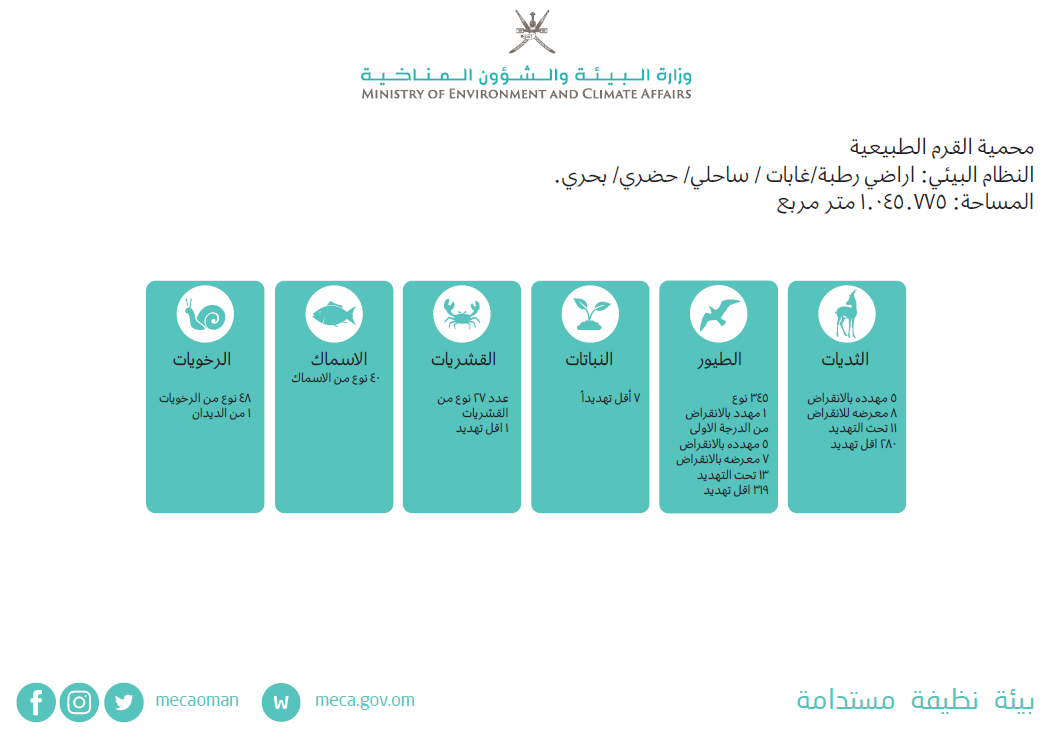 وزارة الـبـيـئـة والـشـؤون الـمـنـاخـيـة
MINISTRY OF ENVIRONMENT AND CLIMATE AFFAIRS
محمية القرم الطبيعية
النظام البيئي: اراضي رطبة/غابات / ساحلي/ حضري/ بحري.
المساحة: ١.٠٤٥.٧٧٥ متر مربع
الثديات
٥ مهدده بالانقراض
٨ معرضه للانقراض
١١ تحت التهديد
٢٨٠ اقل تهديد
الطيور
٣٤٥ نوع
١ مهدد بالانقراض
من الدرجة الاولى
٥ مهدده بالانقراض
٧ معرضه بالانقراض
١٣ تحت التهديد
٣١٩ اقل تهديد
النباتات
٧ أقل تهديداً
القشريات
عدد ٢٧ نوع من
القشريات
١ اقل تهديد
الاسماك
٤٠ نوع من الاسماك
الرخويات
٤٨ نوع من الرخويات
١ من الديدان
mecaoman
W
meca.gov.om
بيئة نظيفة مستدامة